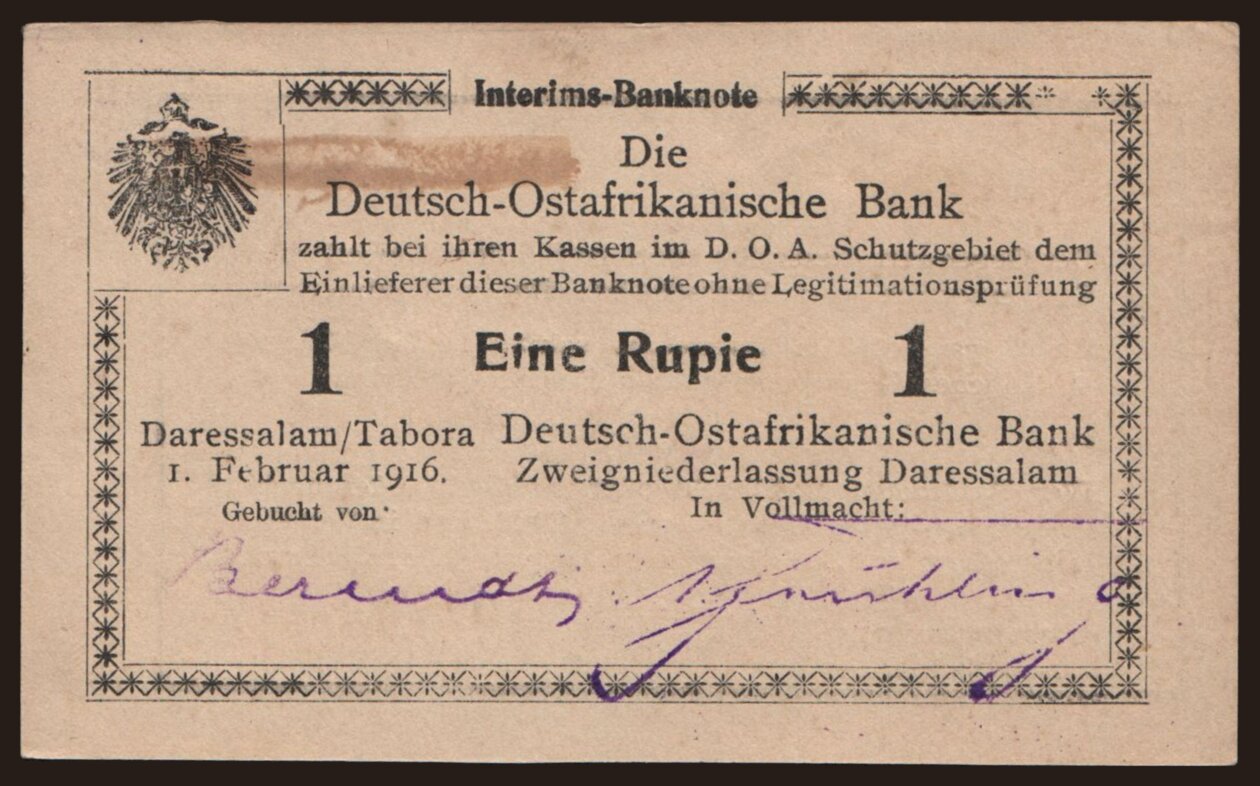 Interims-Banknote
Die
Deutsch-Ostafrikanische Bank
zahlt bei ihren Kassen im D. O. A. Schutzgebiet dem
Einlieferer dieser Banknote ohne Legitimationsprüfung
1 Eine Rupie 1
Daressalam/Tabora
1. Februar 1916.
Gebucht von
Deutsch-Ostafrikanische Bank
Zweigniederlassung Daressalam
In Vollmacht: